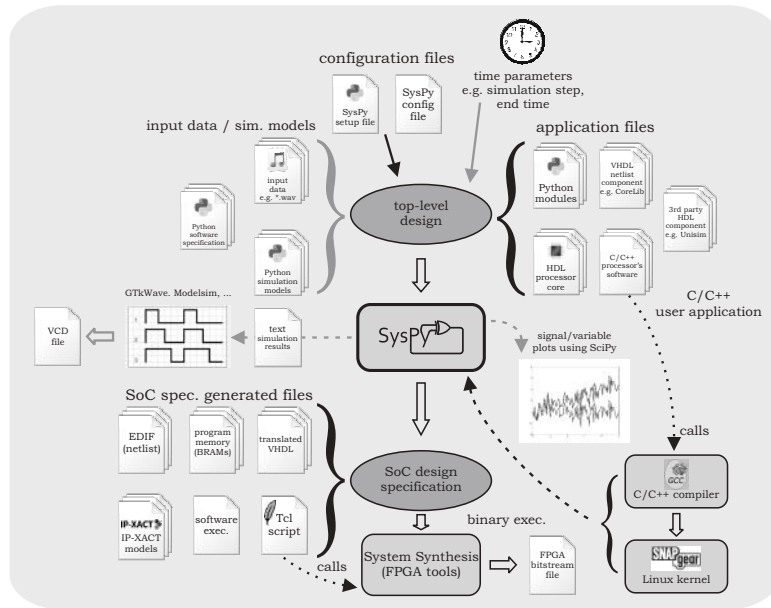 configuration files
time parameters
e.g. simulation step,
end time
SysPy
setup file
SysPy
config
file
input data / sim. models
application files
input
data
e.g. *.wav
Python
software
specification
Python
simulation
models
top-level
design
Python
modules
VHDL
netlist
component
e.g. CoreLib
3rd party
HDL
component
e.g. Unisim
HDL
processor
core
C/C++
processor's
software
C/C++
user application
GTkWave. Modelsim, ...
VCD
file
text
simulation
results
SysPy
signal/variable
plots using SciPy
SoC spec. generated files
EDIF
(netlist)
program
memory
(BRAMs)
translated
VHDL
SoC design
specification
calls
GCC
C/C++ compiler
IP-XACT
IP-XACT
models
software
exec.
Tcl
script
binary exec.
calls
System Synthesis
(FPGA tools)
FPGA
bitstream
file
SNAP
gear
Linux kernel